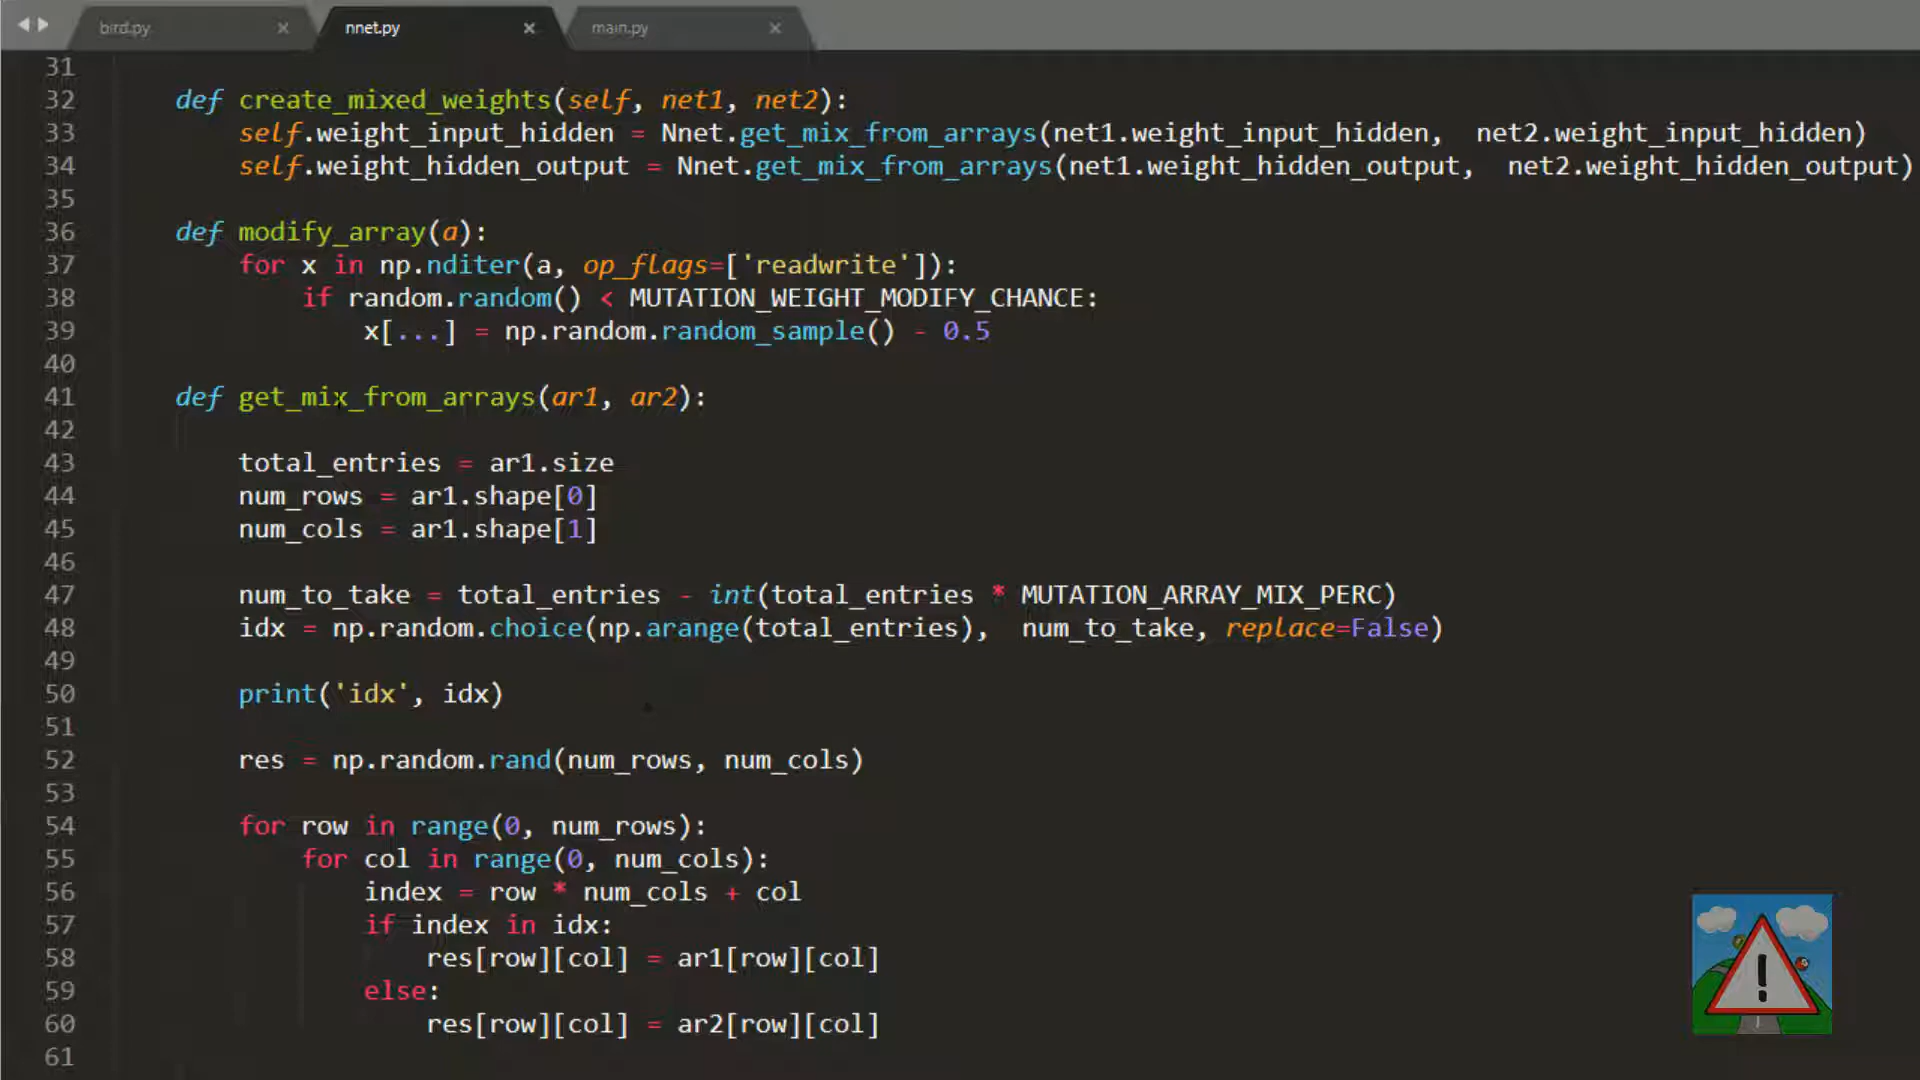 bird.py × nnet.py × main.py ×
31
32 def create_mixed_weights(self, net1, net2):
33 self.weight_input_hidden = Nnet.get_mix_from_arrays(net1.weight_input_hidden, net2.weight_input_hidden)
34 self.weight_hidden_output = Nnet.get_mix_from_arrays(net1.weight_hidden_output, net2.weight_hidden_output)
35
36 def modify_array(a):
37 for x in np.nditer(a, op_flags=['readwrite']):
38 if random.random() < MUTATION_WEIGHT_MODIFY_CHANCE:
39 x[...] = np.random.random_sample() - 0.5
40
41 def get_mix_from_arrays(ar1, ar2):
42
43 total_entries = ar1.size
44 num_rows = ar1.shape[0]
45 num_cols = ar1.shape[1]
46
47 num_to_take = total_entries - int(total_entries * MUTATION_ARRAY_MIX_PERC)
48 idx = np.random.choice(np.arange(total_entries), num_to_take, replace=False)
49
50 print('idx', idx)
51
52 res = np.random.rand(num_rows, num_cols)
53
54 for row in range(0, num_rows):
55 for col in range(0, num_cols):
56 index = row * num_cols + col
57 if index in idx:
58 res[row][col] = ar1[row][col]
59 else:
60 res[row][col] = ar2[row][col]
61
!